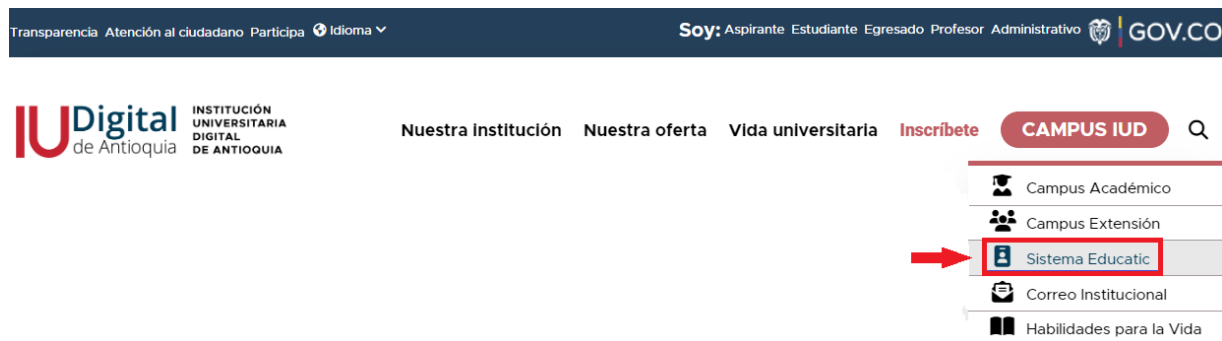 Transparencia Atención al ciudadano Participa Idioma Soy: Aspirante Estudiante Egresado Profesor Administrativo GOV.CO
IUDigital de Antioquia
INSTITUCIÓN
UNIVERSITARIA
DIGITAL
DE ANTIOQUIA
Nuestra institución Nuestra oferta Vida universitaria Inscríbete CAMPUS IUD
Campus Académico
Campus Extensión
Sistema Educatic
Correo Institucional
Habilidades para la Vida